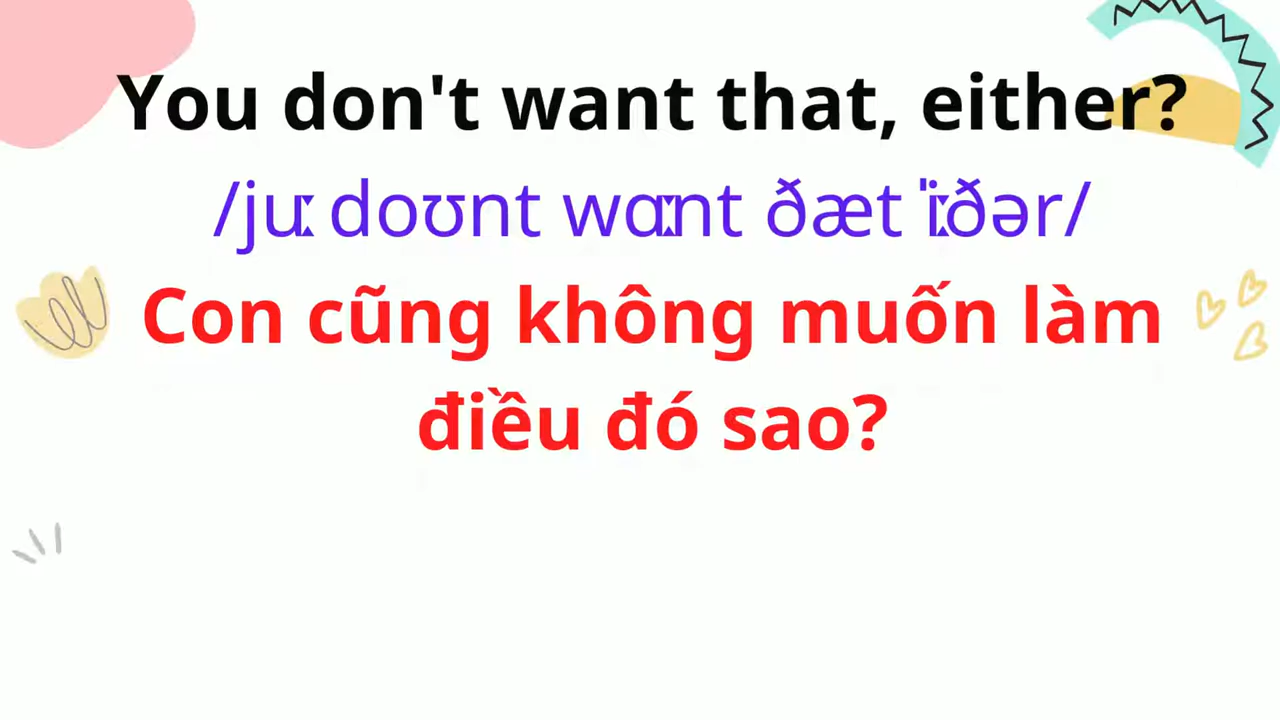 You don't want that, either?
/juː doʊnt wɑːnt ðæt ˈiːðər/
Con cũng không muốn làm
điều đó sao?